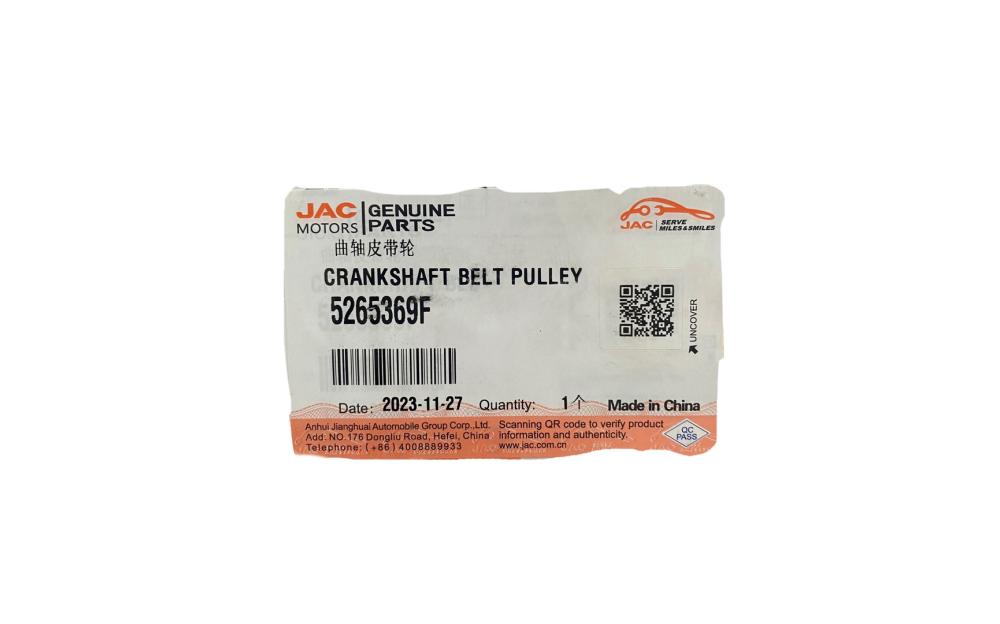 JAC MOTORS
GENUINE PARTS
JAC SERVE MILES&SMILES
曲轴皮带轮
CRANKSHAFT BELT PULLEY
5265369F
UNCOVER
Date: 2023-11-27 Quantity: 1个 Made in China
Anhui Jianghuai Automobile Group Corp.,Ltd.
Add: NO.176 Dongliu Road, Hefei, China
Telephone: (+86) 4008889933
Scanning QR code to verify product
information and authenticity.
www.jac.com.cn
QC
PASS